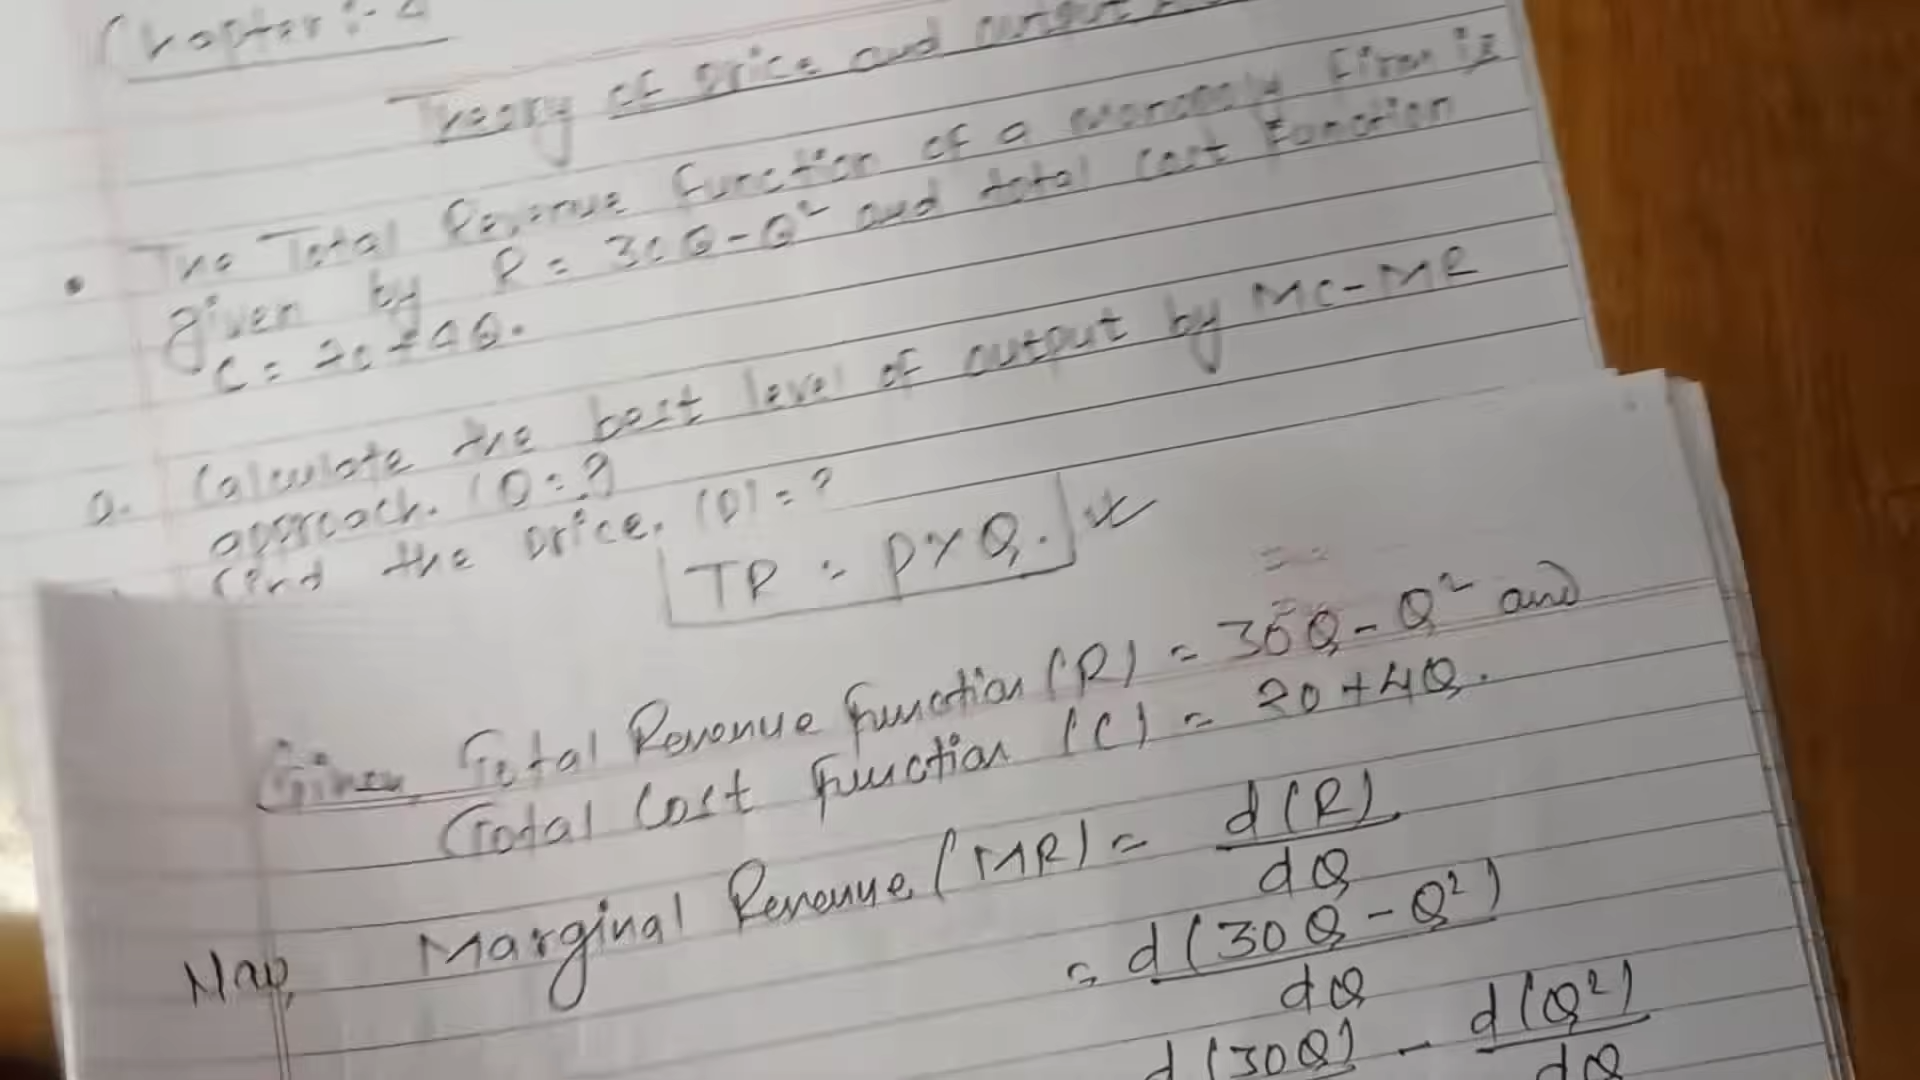 Chapter :- 4
Theory of Price and output
• The Total Revenue function of a monopoly firm is
given by R = 30Q - Q² and total cost function
C = 20 + 4Q.
a. Calculate the best level of output by MC-MR
approach. (Q = ?
find the price. (P) = ?
TR = P×Q.
Given, Total Revenue function (R) = 30Q - Q² and
Total Cost function (C) = 20 + 4Q.
Now, Marginal Revenue (MR) = d(R)/dQ
= d(30Q - Q²)/dQ
d(30Q) - d(Q²)/dQ